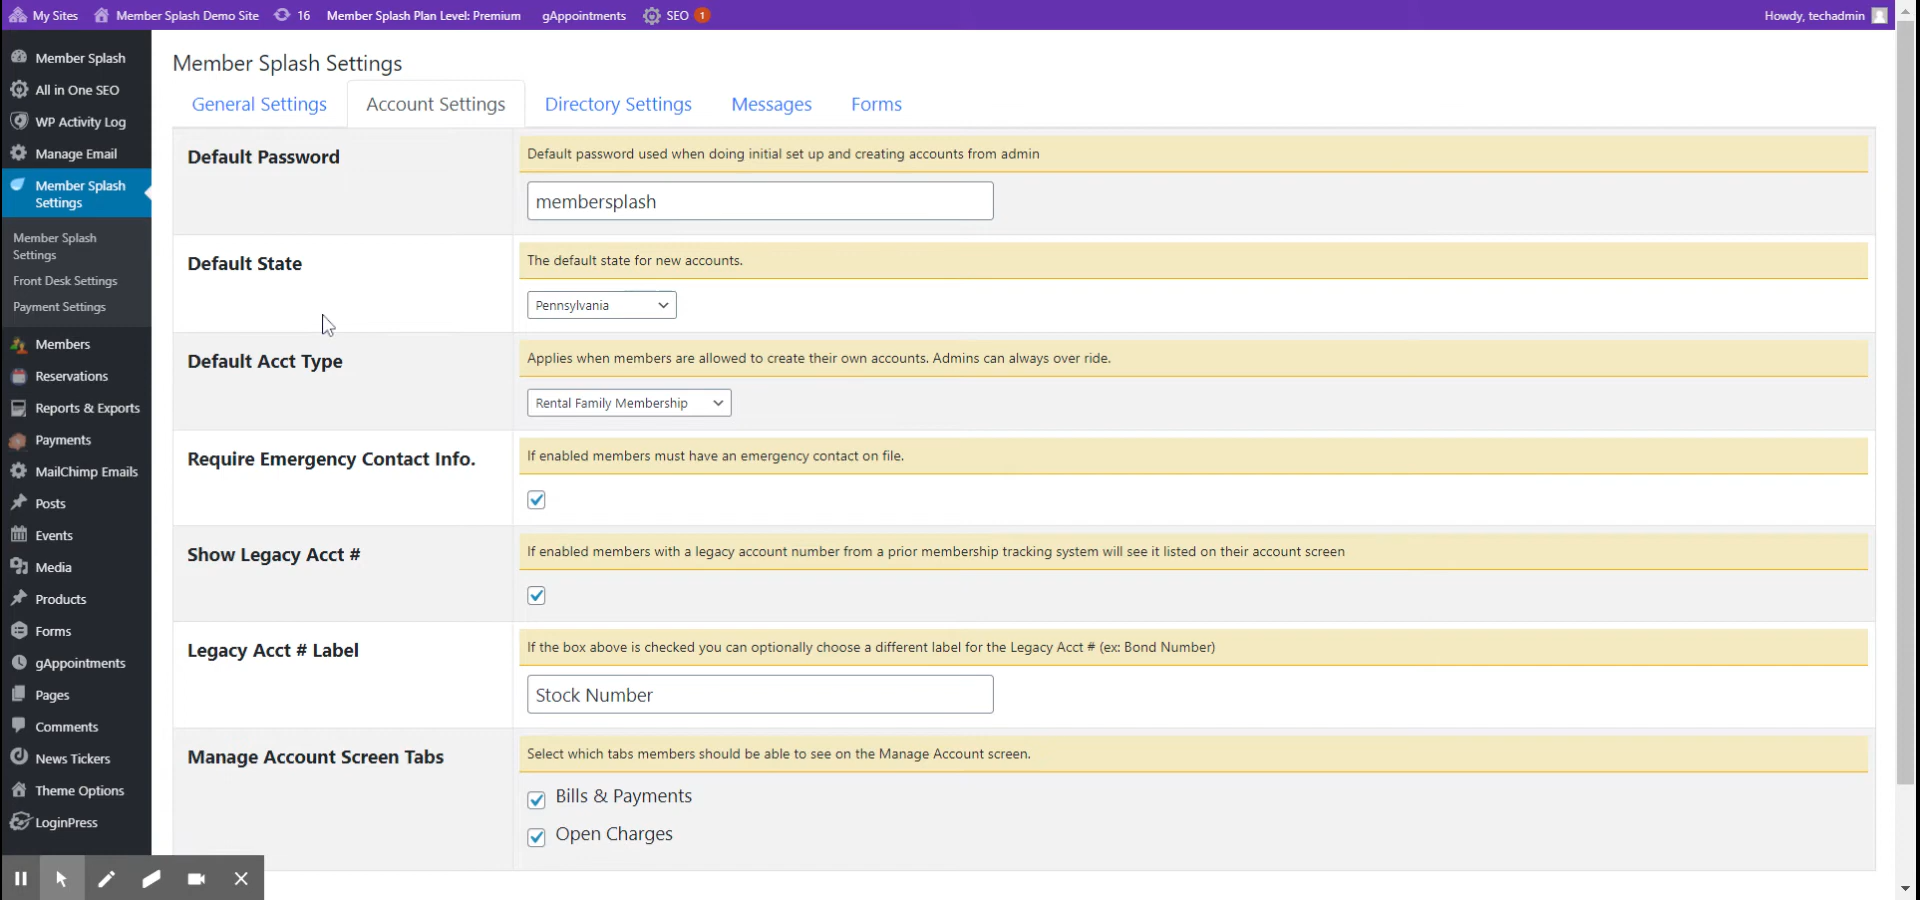 My Sites
Member Splash Demo Site
16
Member Splash Plan Level: Premium
gAppointments
SEO
1
Howdy, techadmin
Member Splash
All in One SEO
WP Activity Log
Manage Email
Member Splash
Settings
Member Splash
Settings
Front Desk Settings
Payment Settings
Members
Reservations
Reports & Exports
Payments
MailChimp Emails
Posts
Events
Media
Products
Forms
gAppointments
Pages
Comments
News Tickers
Theme Options
LoginPress
Member Splash Settings
General Settings
Account Settings
Directory Settings
Messages
Forms
Default Password
Default password used when doing initial set up and creating accounts from admin
membersplash
Default State
The default state for new accounts.
Pennsylvania
Default Acct Type
Applies when members are allowed to create their own accounts. Admins can always over ride.
Rental Family Membership
Require Emergency Contact Info.
If enabled members must have an emergency contact on file.
Show Legacy Acct #
If enabled members with a legacy account number from a prior membership tracking system will see it listed on their account screen
Legacy Acct # Label
If the box above is checked you can optionally choose a different label for the Legacy Acct # (ex: Bond Number)
Stock Number
Manage Account Screen Tabs
Select which tabs members should be able to see on the Manage Account screen.
Bills & Payments
Open Charges